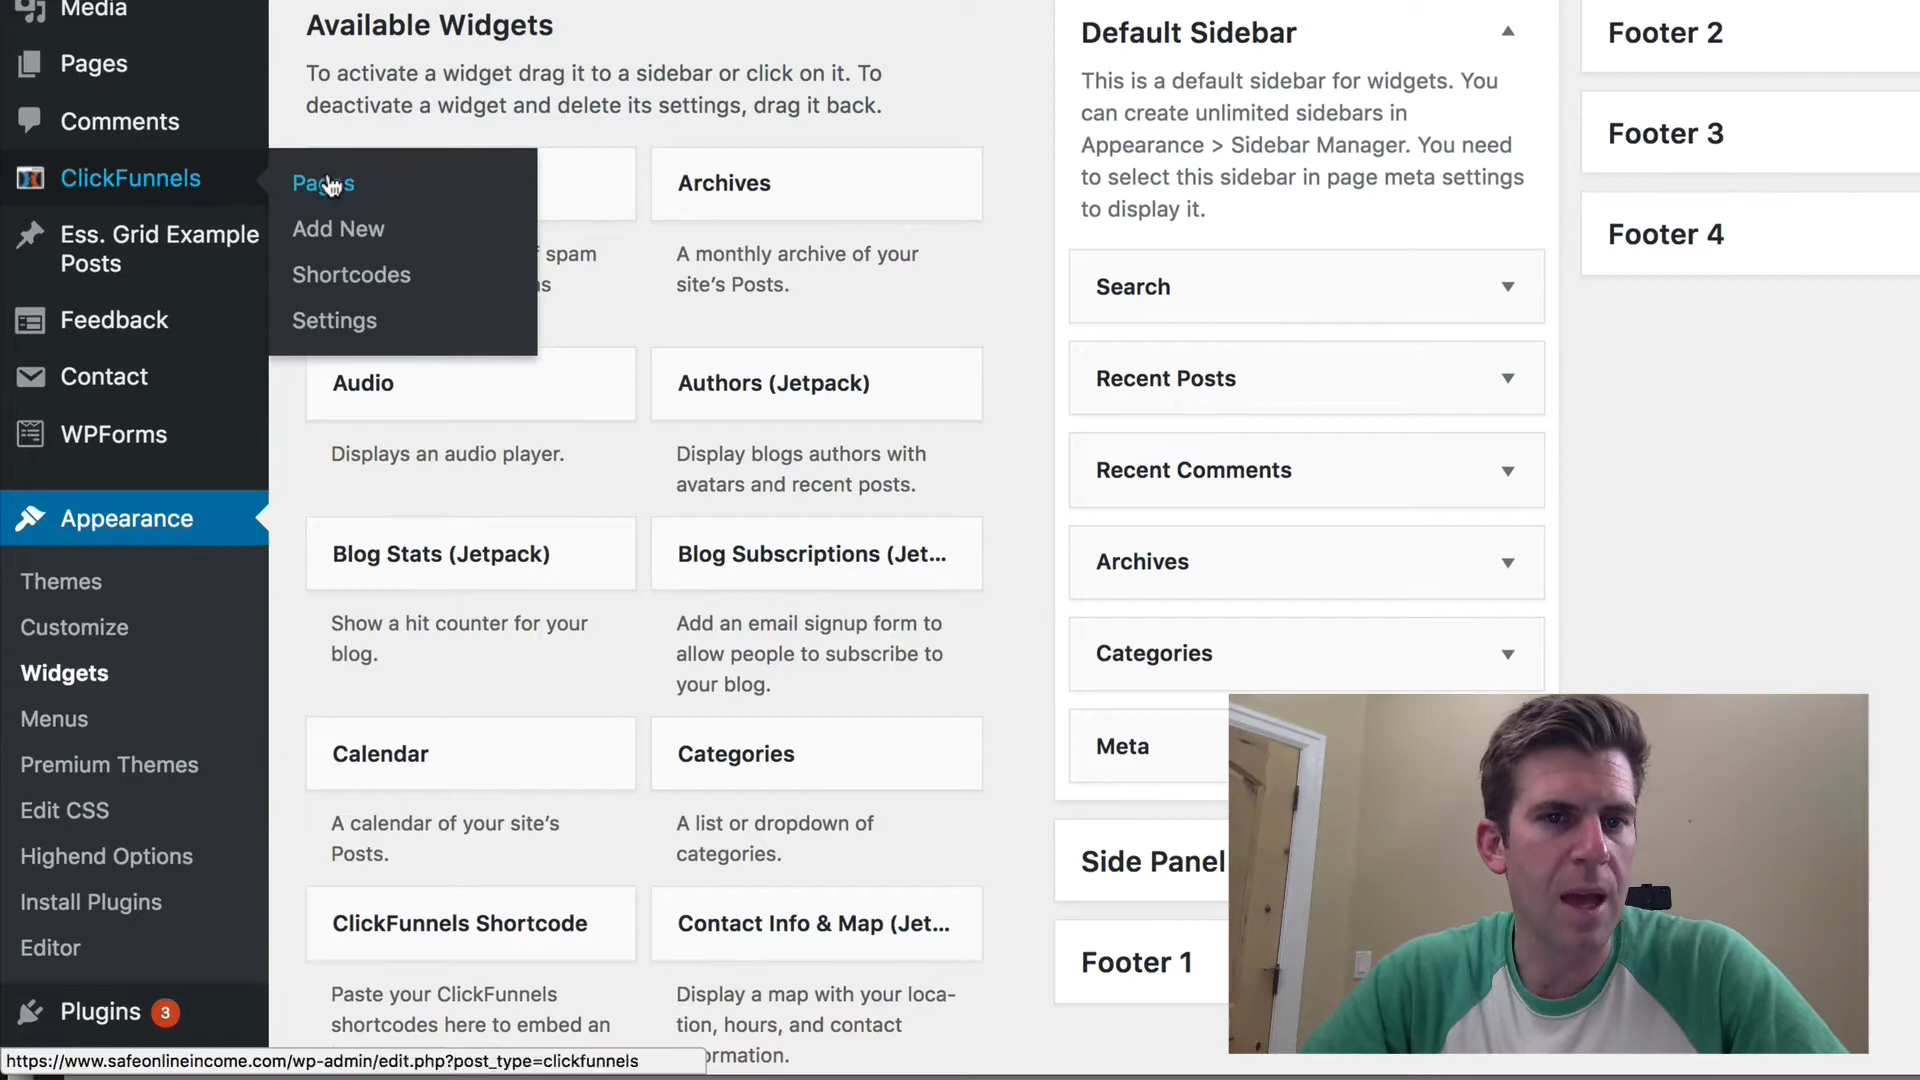 Media
Pages
Comments
ClickFunnels
Ess. Grid Example
Posts
Feedback
Contact
WPForms
Appearance
Themes
Customize
Widgets
Menus
Premium Themes
Edit CSS
Highend Options
Install Plugins
Editor
Plugins 3
Pages
Add New
Shortcodes
Settings
Available Widgets
To activate a widget drag it to a sidebar or click on it. To
deactivate a widget and delete its settings, drag it back.
spam
Archives
A monthly archive of your
site's Posts.
Audio
Displays an audio player.
Authors (Jetpack)
Display blogs authors with
avatars and recent posts.
Blog Stats (Jetpack)
Show a hit counter for your
blog.
Blog Subscriptions (Jet...
Add an email signup form to
allow people to subscribe to
your blog.
Calendar
A calendar of your site's
Posts.
Categories
A list or dropdown of
categories.
ClickFunnels Shortcode
Paste your ClickFunnels
shortcodes here to embed an
Contact Info & Map (Jet...
Display a map with your loca-
tion, hours, and contact
ormation.
Default Sidebar
This is a default sidebar for widgets. You
can create unlimited sidebars in
Appearance > Sidebar Manager. You need
to select this sidebar in page meta settings
to display it.
Search
Recent Posts
Recent Comments
Archives
Categories
Meta
Side Panel
Footer 1
Footer 2
Footer 3
Footer 4
https://www.safeonlineincome.com/wp-admin/edit.php?post_type=clickfunnels